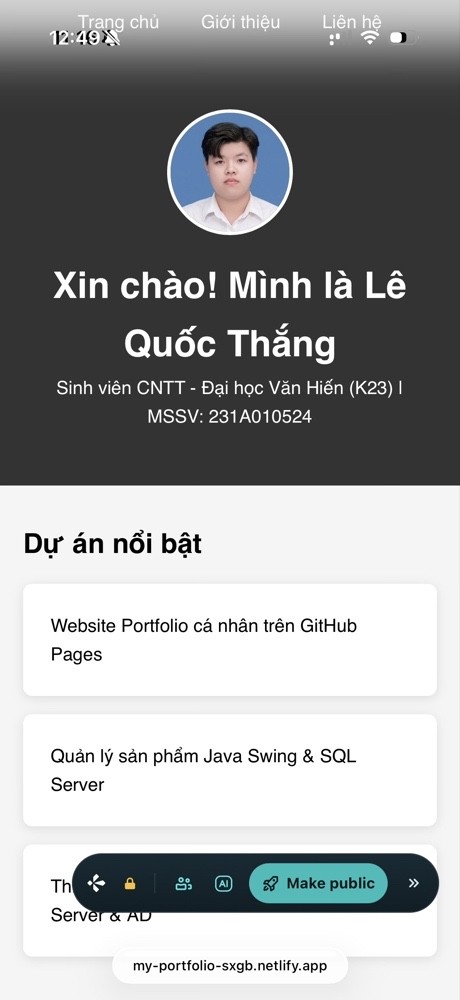 Trang chủ Giới thiệu Liên hệ
12:49
Xin chào! Mình là Lê
Quốc Thắng
Sinh viên CNTT - Đại học Văn Hiến (K23) |
MSSV: 231A010524
Dự án nổi bật
Website Portfolio cá nhân trên GitHub
Pages
Quản lý sản phẩm Java Swing & SQL
Server
Th
AI Make public »
Server & AD
my-portfolio-sxgb.netlify.app